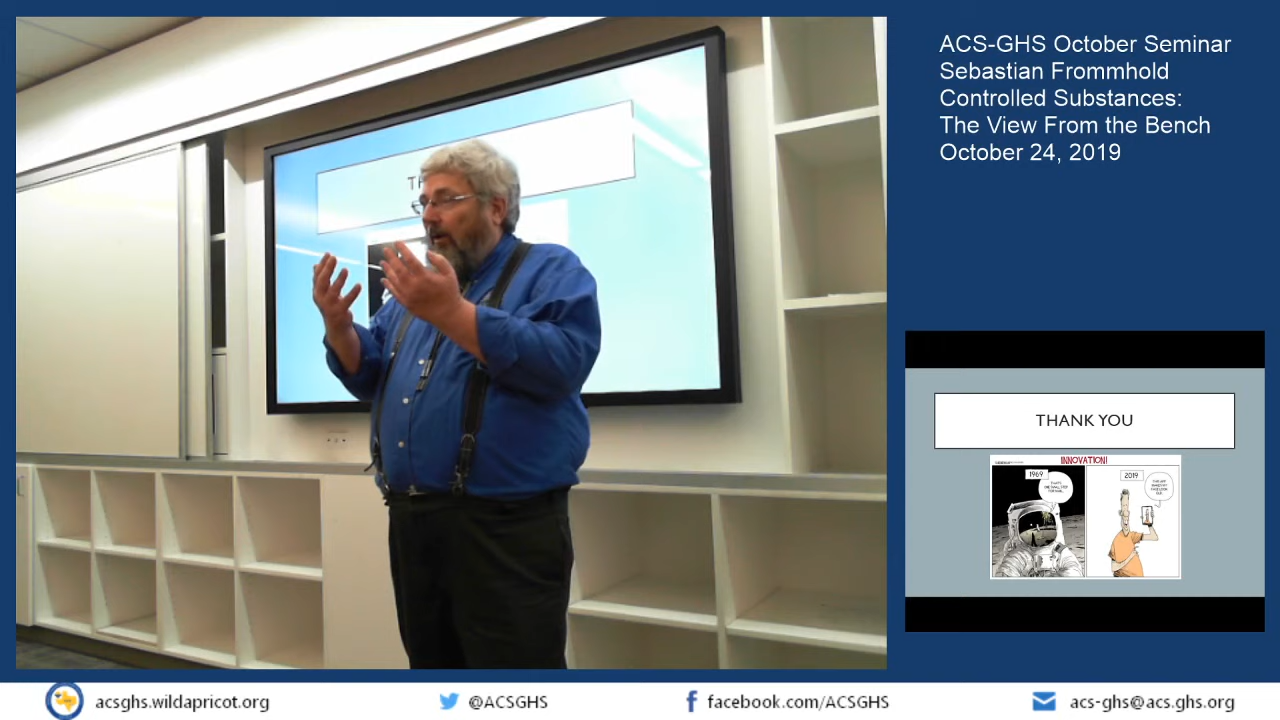 ACS-GHS October Seminar
Sebastian Frommhold
Controlled Substances:
The View From the Bench
October 24, 2019
TH
THANK YOU
INNOVATION!
1969
2019
acsghs.wildapricot.org
@ACSGHS
facebook.com/ACSGHS
acs-ghs@acs.ghs.org